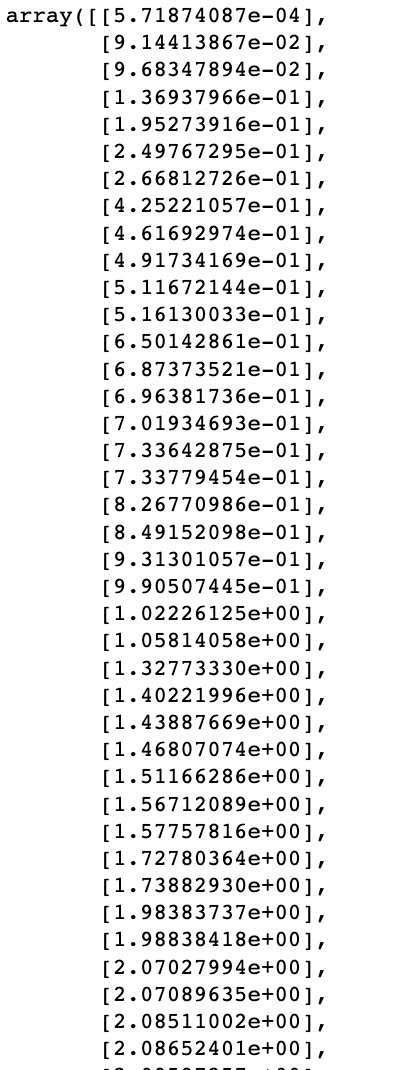 array([[5.71874087e-04],
[9.14413867e-02],
[9.68347894e-02],
[1.36937966e-01],
[1.95273916e-01],
[2.49767295e-01],
[2.66812726e-01],
[4.25221057e-01],
[4.61692974e-01],
[4.91734169e-01],
[5.11672144e-01],
[5.16130033e-01],
[6.50142861e-01],
[6.87373521e-01],
[6.96381736e-01],
[7.01934693e-01],
[7.33642875e-01],
[7.33779454e-01],
[8.26770986e-01],
[8.49152098e-01],
[9.31301057e-01],
[9.90507445e-01],
[1.02226125e+00],
[1.05814058e+00],
[1.32773330e+00],
[1.40221996e+00],
[1.43887669e+00],
[1.46807074e+00],
[1.51166286e+00],
[1.56712089e+00],
[1.57757816e+00],
[1.72780364e+00],
[1.73882930e+00],
[1.98383737e+00],
[1.98838418e+00],
[2.07027994e+00],
[2.07089635e+00],
[2.08511002e+00],
[2.08652401e+00],